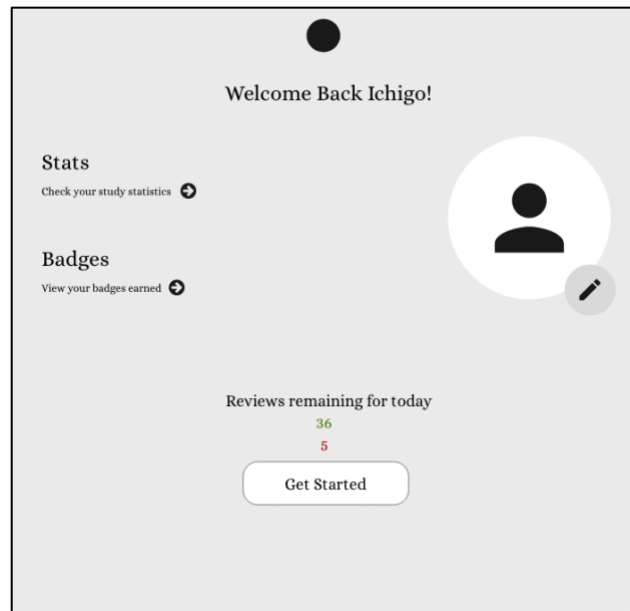 Welcome Back Ichigo!
Stats
Check your study statistics
Badges
View your badges earned
Reviews remaining for today
36
5
Get Started